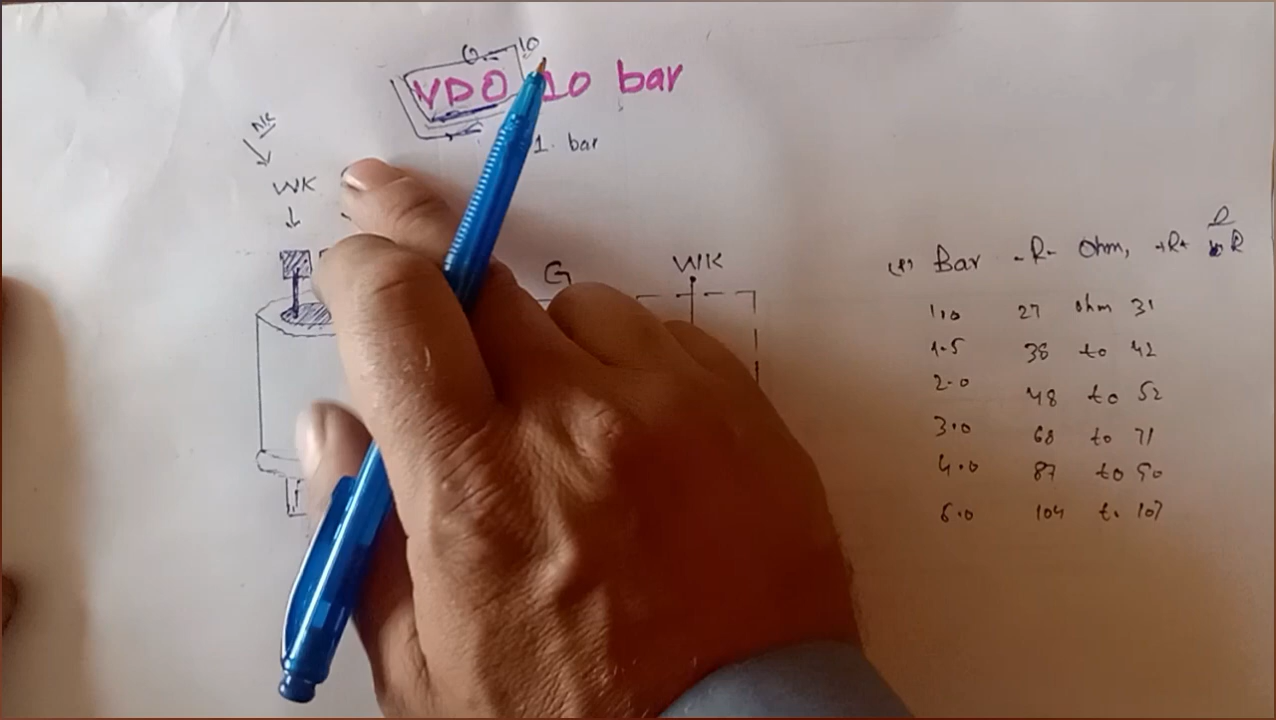 0 - 10
VDO 10 bar
1. bar
WK
G
WK
(P) Bar -R- Ohm, +R+
1.0 27 ohm 31
1.5 38 to 42
2.0 48 to 52
3.0 68 to 71
4.0 87 to 90
5.0 104 to 107